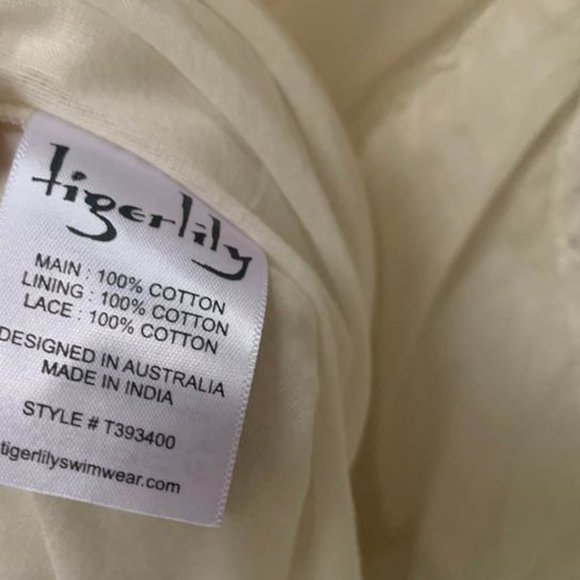 tigerlily
MAIN : 100% COTTON
LINING : 100% COTTON
LACE : 100% COTTON
DESIGNED IN AUSTRALIA
MADE IN INDIA
STYLE # T393400
tigerlilyswimwear.com